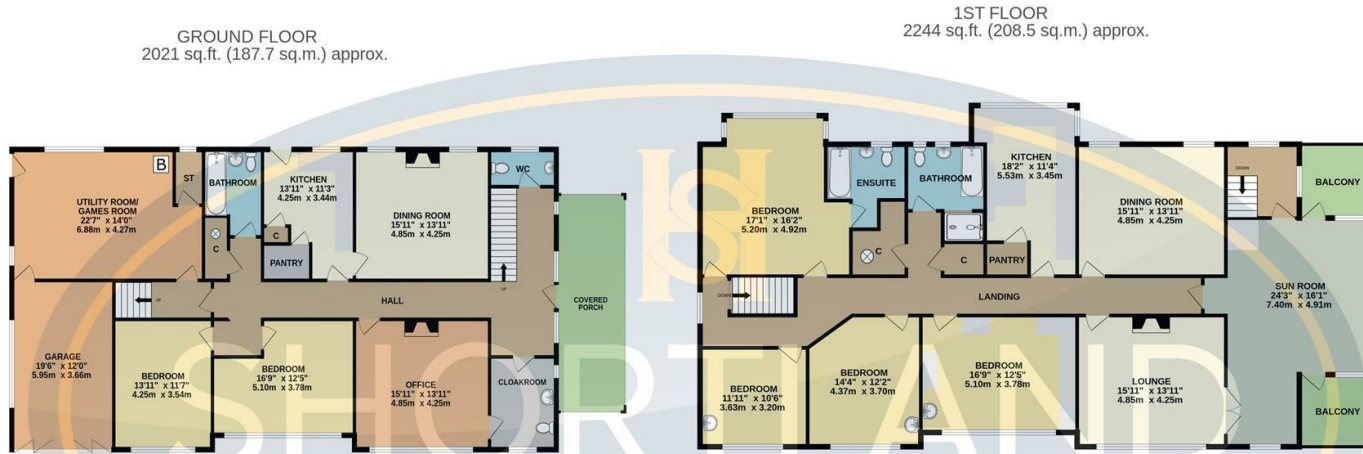 GROUND FLOOR
2021 sq.ft. (187.7 sq.m.) approx.
B
UTILITY ROOM/
GAMES ROOM
22'7" x 14'0"
6.88m x 4.27m
ST
BATHROOM
C
KITCHEN
13'11" x 11'3"
4.25m x 3.44m
C
PANTRY
DINING ROOM
15'11" x 13'11"
4.85m x 4.25m
WC
UP
UP
HALL
COVERED
PORCH
GARAGE
19'6" x 12'0"
5.95m x 3.66m
BEDROOM
13'11" x 11'7"
4.25m x 3.54m
BEDROOM
16'9" x 12'5"
5.10m x 3.78m
OFFICE
15'11" x 13'11"
4.85m x 4.25m
CLOAKROOM
1ST FLOOR
2244 sq.ft. (208.5 sq.m.) approx.
BEDROOM
17'1" x 16'2"
5.20m x 4.92m
ENSUITE
C
BATHROOM
C
PANTRY
KITCHEN
18'2" x 11'4"
5.53m x 3.45m
DINING ROOM
15'11" x 13'11"
4.85m x 4.25m
DOWN
BALCONY
DOWN
LANDING
SUN ROOM
24'3" x 16'1"
7.40m x 4.91m
BEDROOM
11'11" x 10'6"
3.63m x 3.20m
BEDROOM
14'4" x 12'2"
4.37m x 3.70m
BEDROOM
16'9" x 12'5"
5.10m x 3.78m
LOUNGE
15'11" x 13'11"
4.85m x 4.25m
BALCONY
SHORTLAND